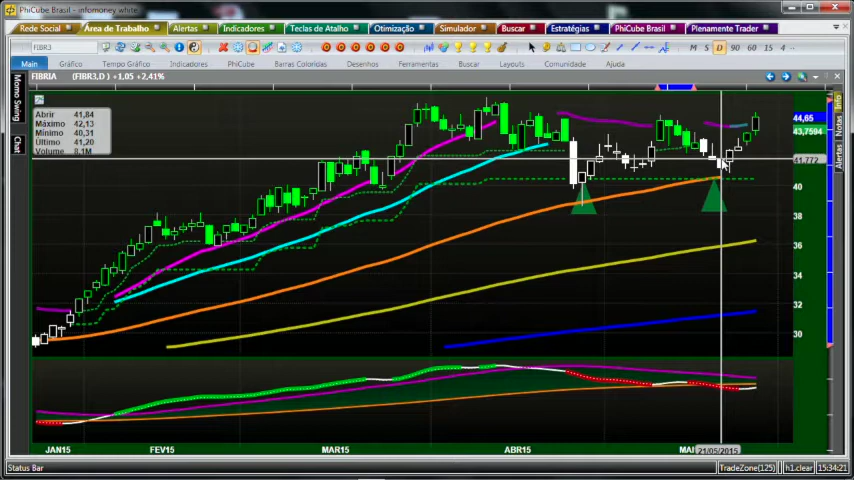 PhiCube Brasil - infomoney white
Rede Social
Área de Trabalho
Alertas
Indicadores
Teclas de Atalho
Otimização
Simulador
Buscar
Estratégias
PhiCube Brasil
Plenamente Trader
FIBR3
M S D 90 60 15 4
Main
Gráfico
Tempo Gráfico
Indicadores
PhiCube
Barras Coloridas
Desenhos
Ferramentas
Buscar
Layouts
Comunidade
Ajuda
FIBRIA
(FIBR3,D ) +1,05 +2,41%
Momo Swing
Chat
Info
Notas
Alertas
Abrir 41,84
Máximo 42,13
Mínimo 40,31
Último 41,20
Volume 8.1M
44,65
43,7594
41,772
40
38
36
34
32
30
JAN15
FEV15
MAR15
ABR15
MAI
21/05/2015
Status Bar
TradeZone(125)
h1.clear
15:34:21